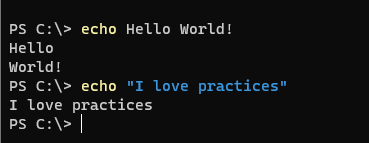 PS C:\> echo Hello World!
Hello
World!
PS C:\> echo "I love practices"
I love practices
PS C:\>